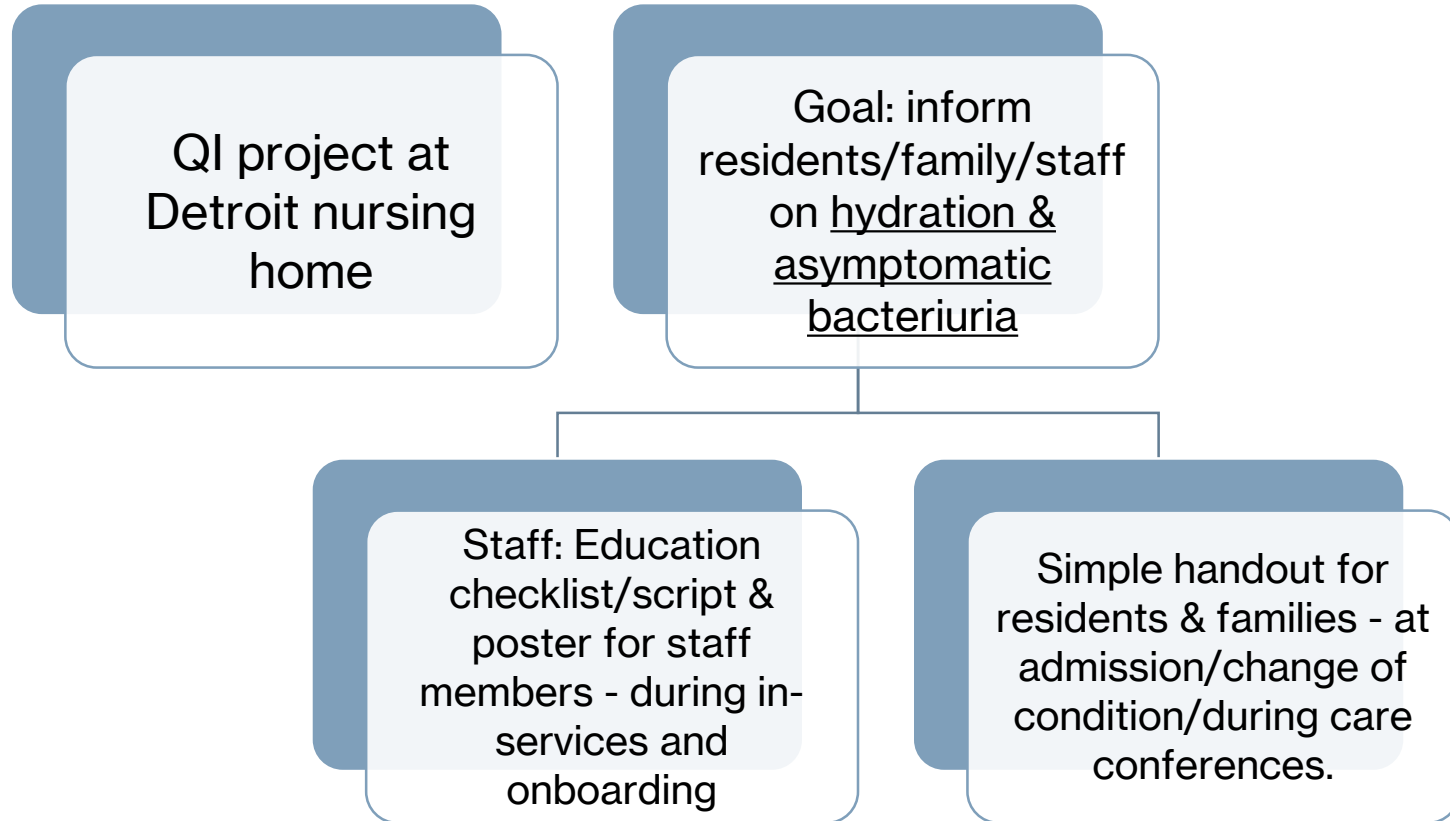 QI project at
Detroit nursing
home
Goal: inform
residents/family/staff
on hydration &
asymptomatic
bacteriuria
Staff: Education
checklist/script &
poster for staff
members - during in-
services and
onboarding
Simple handout for
residents & families - at
admission/change of
condition/during care
conferences.